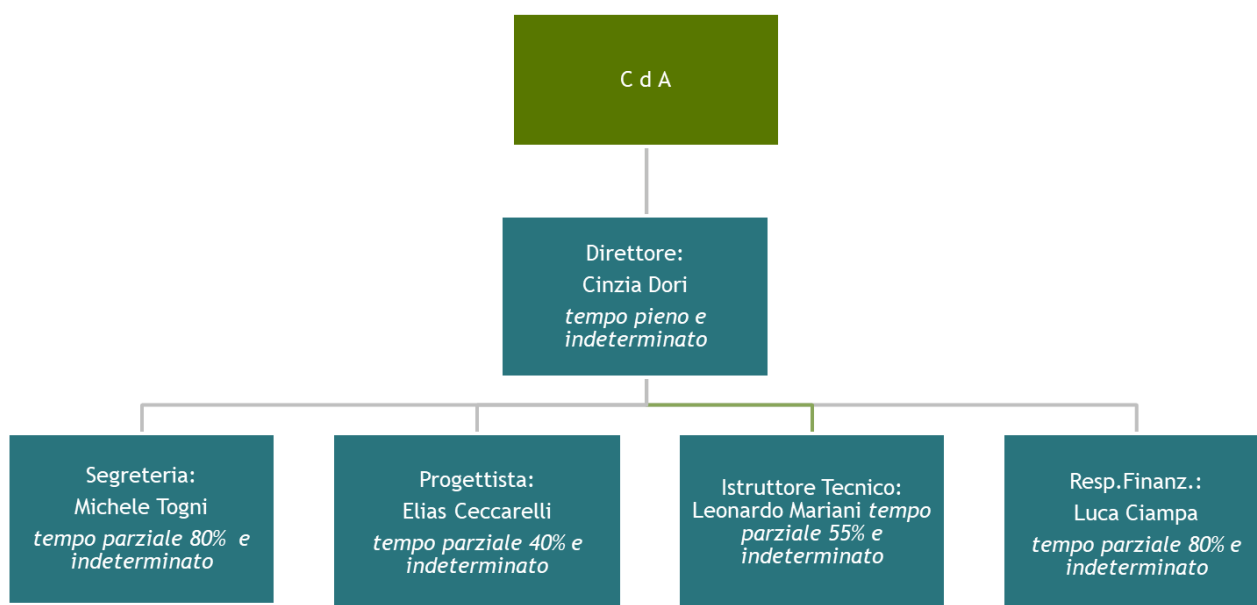 C d A
Direttore:
Cinzia Dori
tempo pieno e
indeterminato
Segreteria:
Michele Togni
tempo parziale 80% e
indeterminato
Progettista:
Elias Ceccarelli
tempo parziale 40% e
indeterminato
Istruttore Tecnico:
Leonardo Mariani tempo
parziale 55% e
indeterminato
Resp.Finanz.:
Luca Ciampa
tempo parziale 80% e
indeterminato